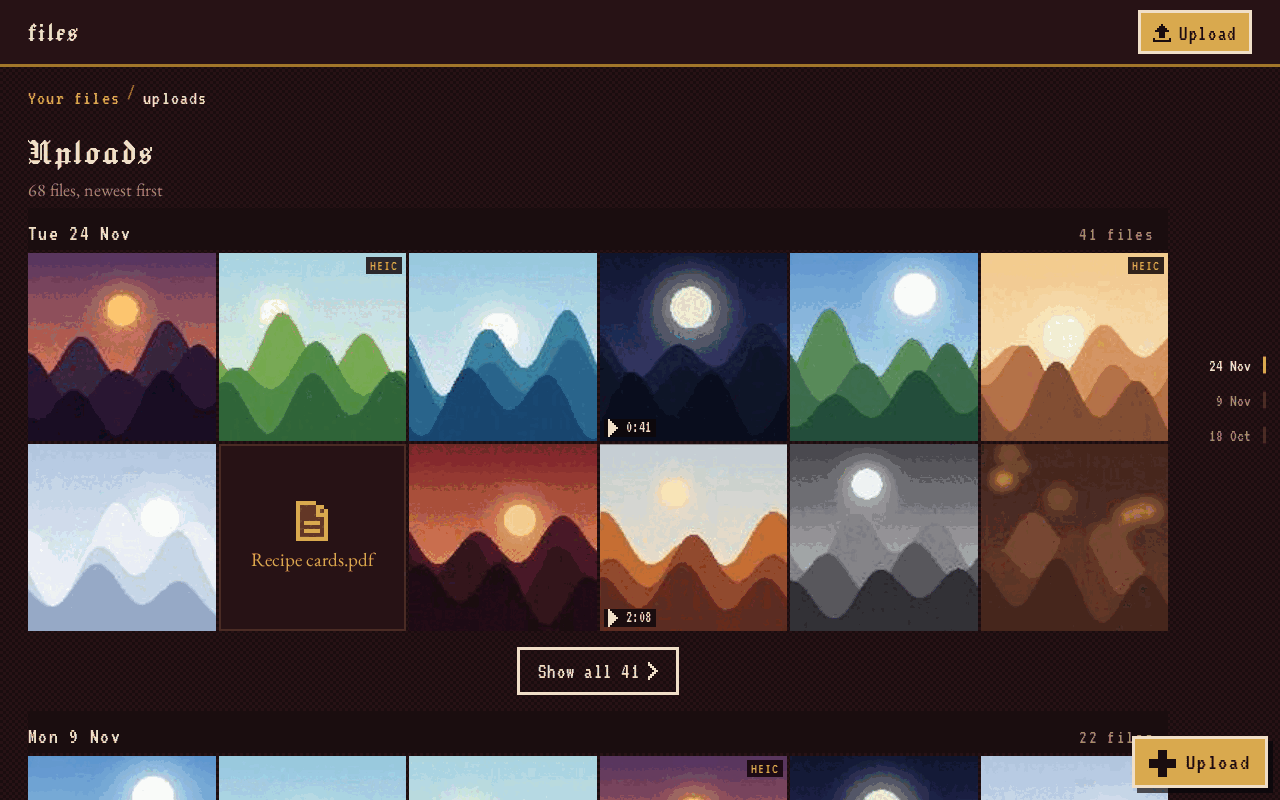 files
Upload
Your files / uploads
Uploads
68 files, newest first
Tue 24 Nov
41 files
HEIC
HEIC
0:41
24 Nov
9 Nov
18 Oct
Recipe cards.pdf
2:08
Show all 41
Mon 9 Nov
22 files
HEIC
Upload